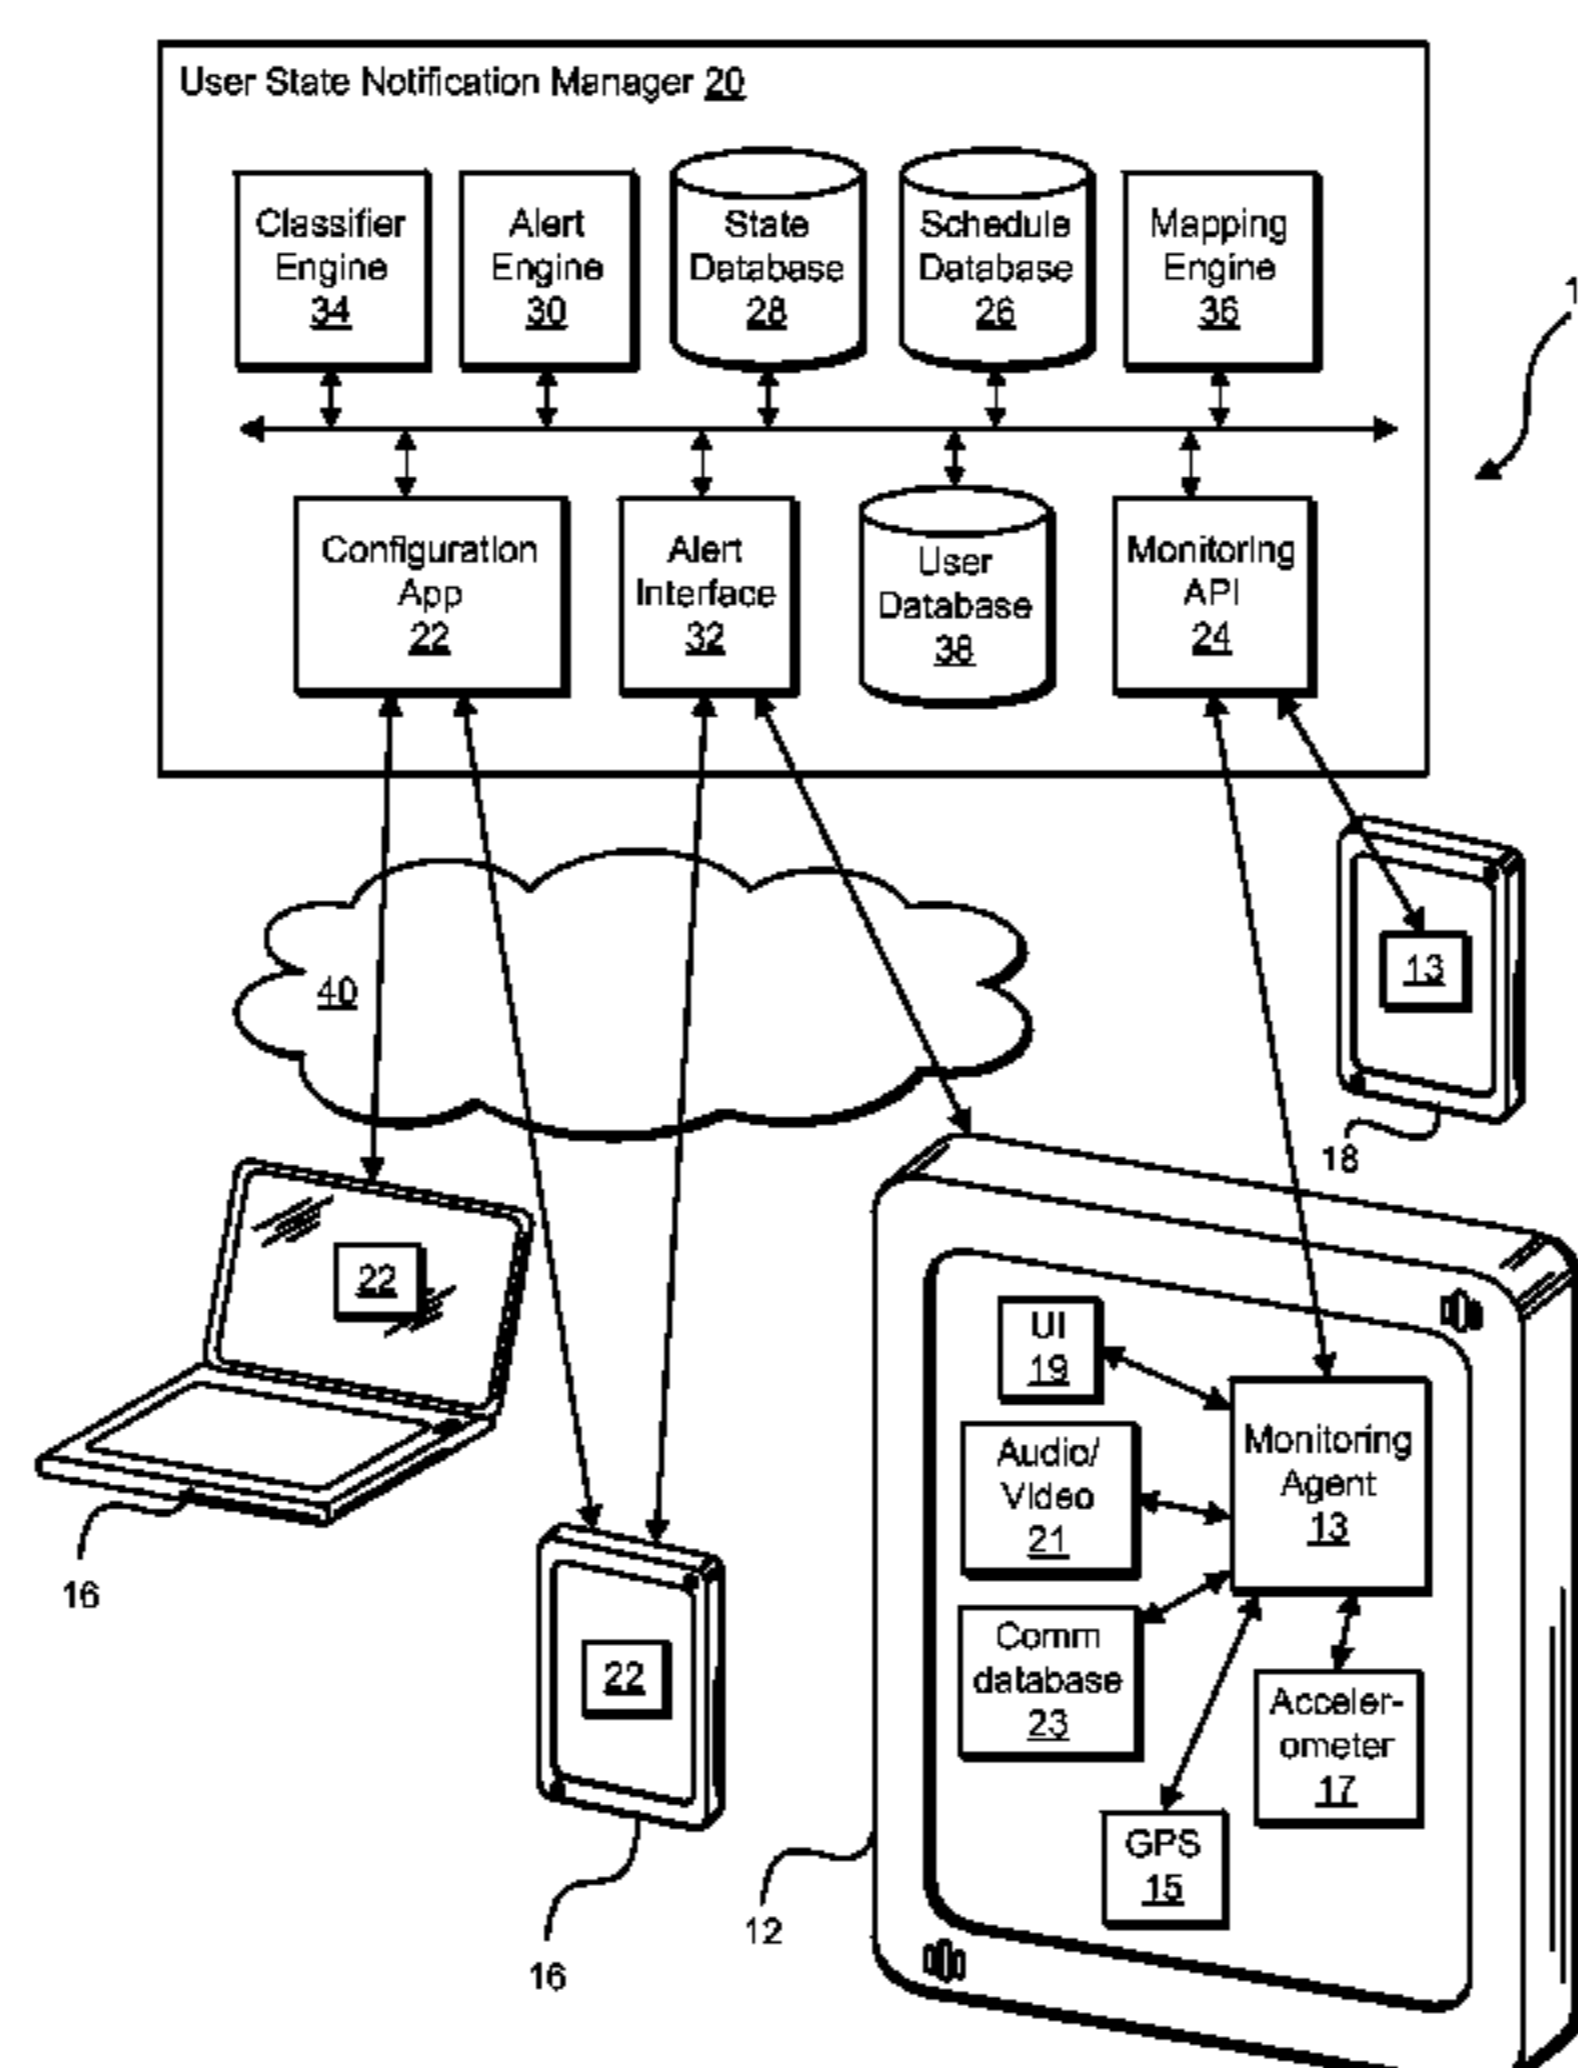 User State Notification Manager 20
Classifier
Engine
34
Alert
Engine
30
State
Database
28
Schedule
Database
26
Mapping
Engine
36
1
Configuration
App
22
Alert
Interface
32
User
Database
38
Monitoring
API
24
40
13
18
22
16
22
16
UI
19
Audio/
Video
21
Comm
database
23
Monitoring
Agent
13
Acceler-
ometer
17
GPS
15
12